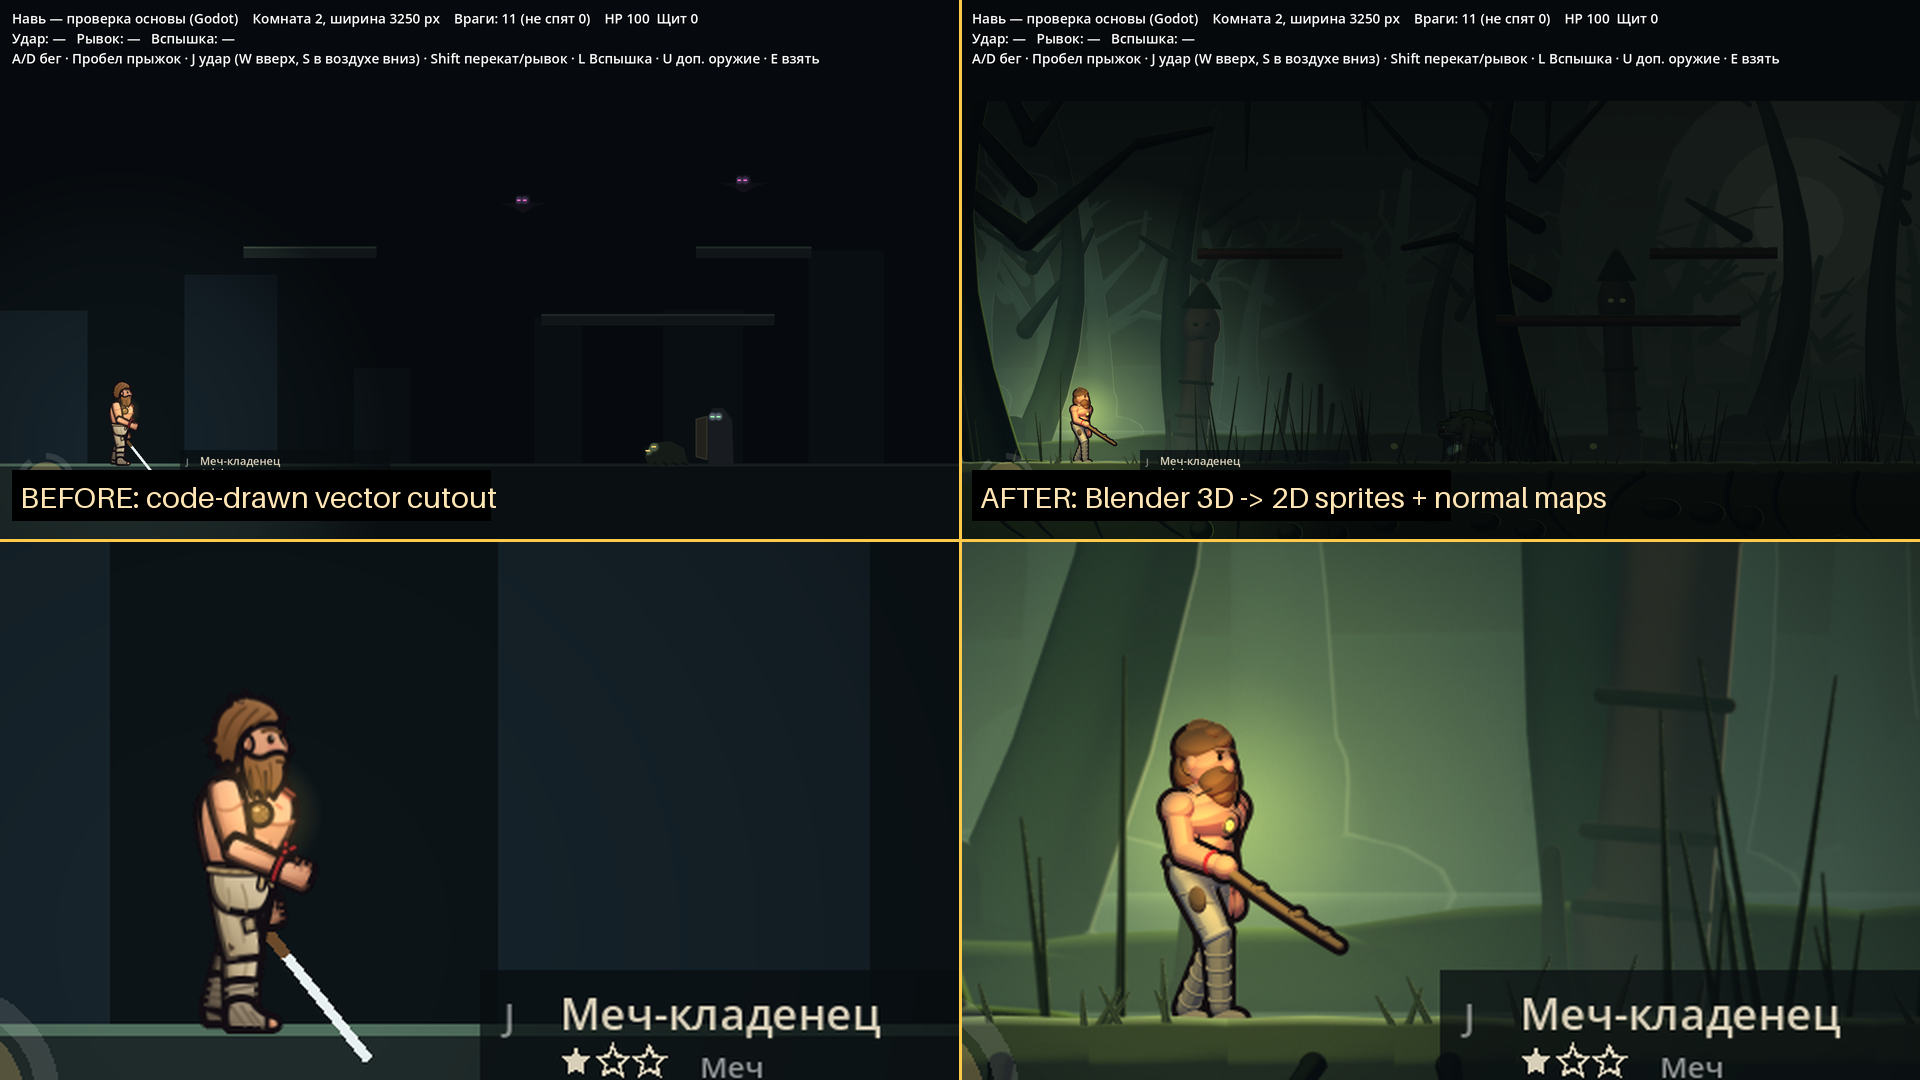 Навь — проверка основы (Godot) Комната 2, ширина 3250 px Враги: 11 (не спят 0) HP 100 Щит 0
Удар: — Рывок: — Вспышка: —
A/D бег · Пробел прыжок · J удар (W вверх, S в воздухе вниз) · Shift перекат/рывок · L Вспышка · U доп. оружие · E взять
J Меч-кладенец
BEFORE: code-drawn vector cutout
Навь — проверка основы (Godot) Комната 2, ширина 3250 px Враги: 11 (не спят 0) HP 100 Щит 0
Удар: — Рывок: — Вспышка: —
A/D бег · Пробел прыжок · J удар (W вверх, S в воздухе вниз) · Shift перекат/рывок · L Вспышка · U доп. оружие · E взять
J Меч-кладенец
AFTER: Blender 3D -> 2D sprites + normal maps
J Меч-кладенец
★☆☆ Меч
J Меч-кладенец
★☆☆ Меч